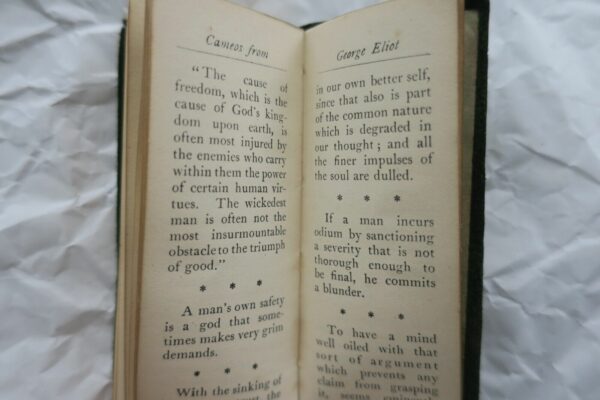 Cameos from
"The cause of
freedom, which is the
cause of God's king-
dom upon earth, is
often most injured by
the enemies who carry
within them the power
of certain human vir-
tues. The wickedest
man is often not the
most insurmountable
obstacle to the triumph
of good."
* * *
A man's own safety
is a god that some-
times makes very grim
demands.
* * *
With the sinking of
the
George Eliot
in our own better self,
since that also is part
of the common nature
which is degraded in
our thought; and all
the finer impulses of
the soul are dulled.
* * *
If a man incurs
odium by sanctioning
a severity that is not
thorough enough to
be final, he commits
a blunder.
* * *
To have a mind
well oiled with that
sort of argument
which prevents any
claim from grasping
it, seems